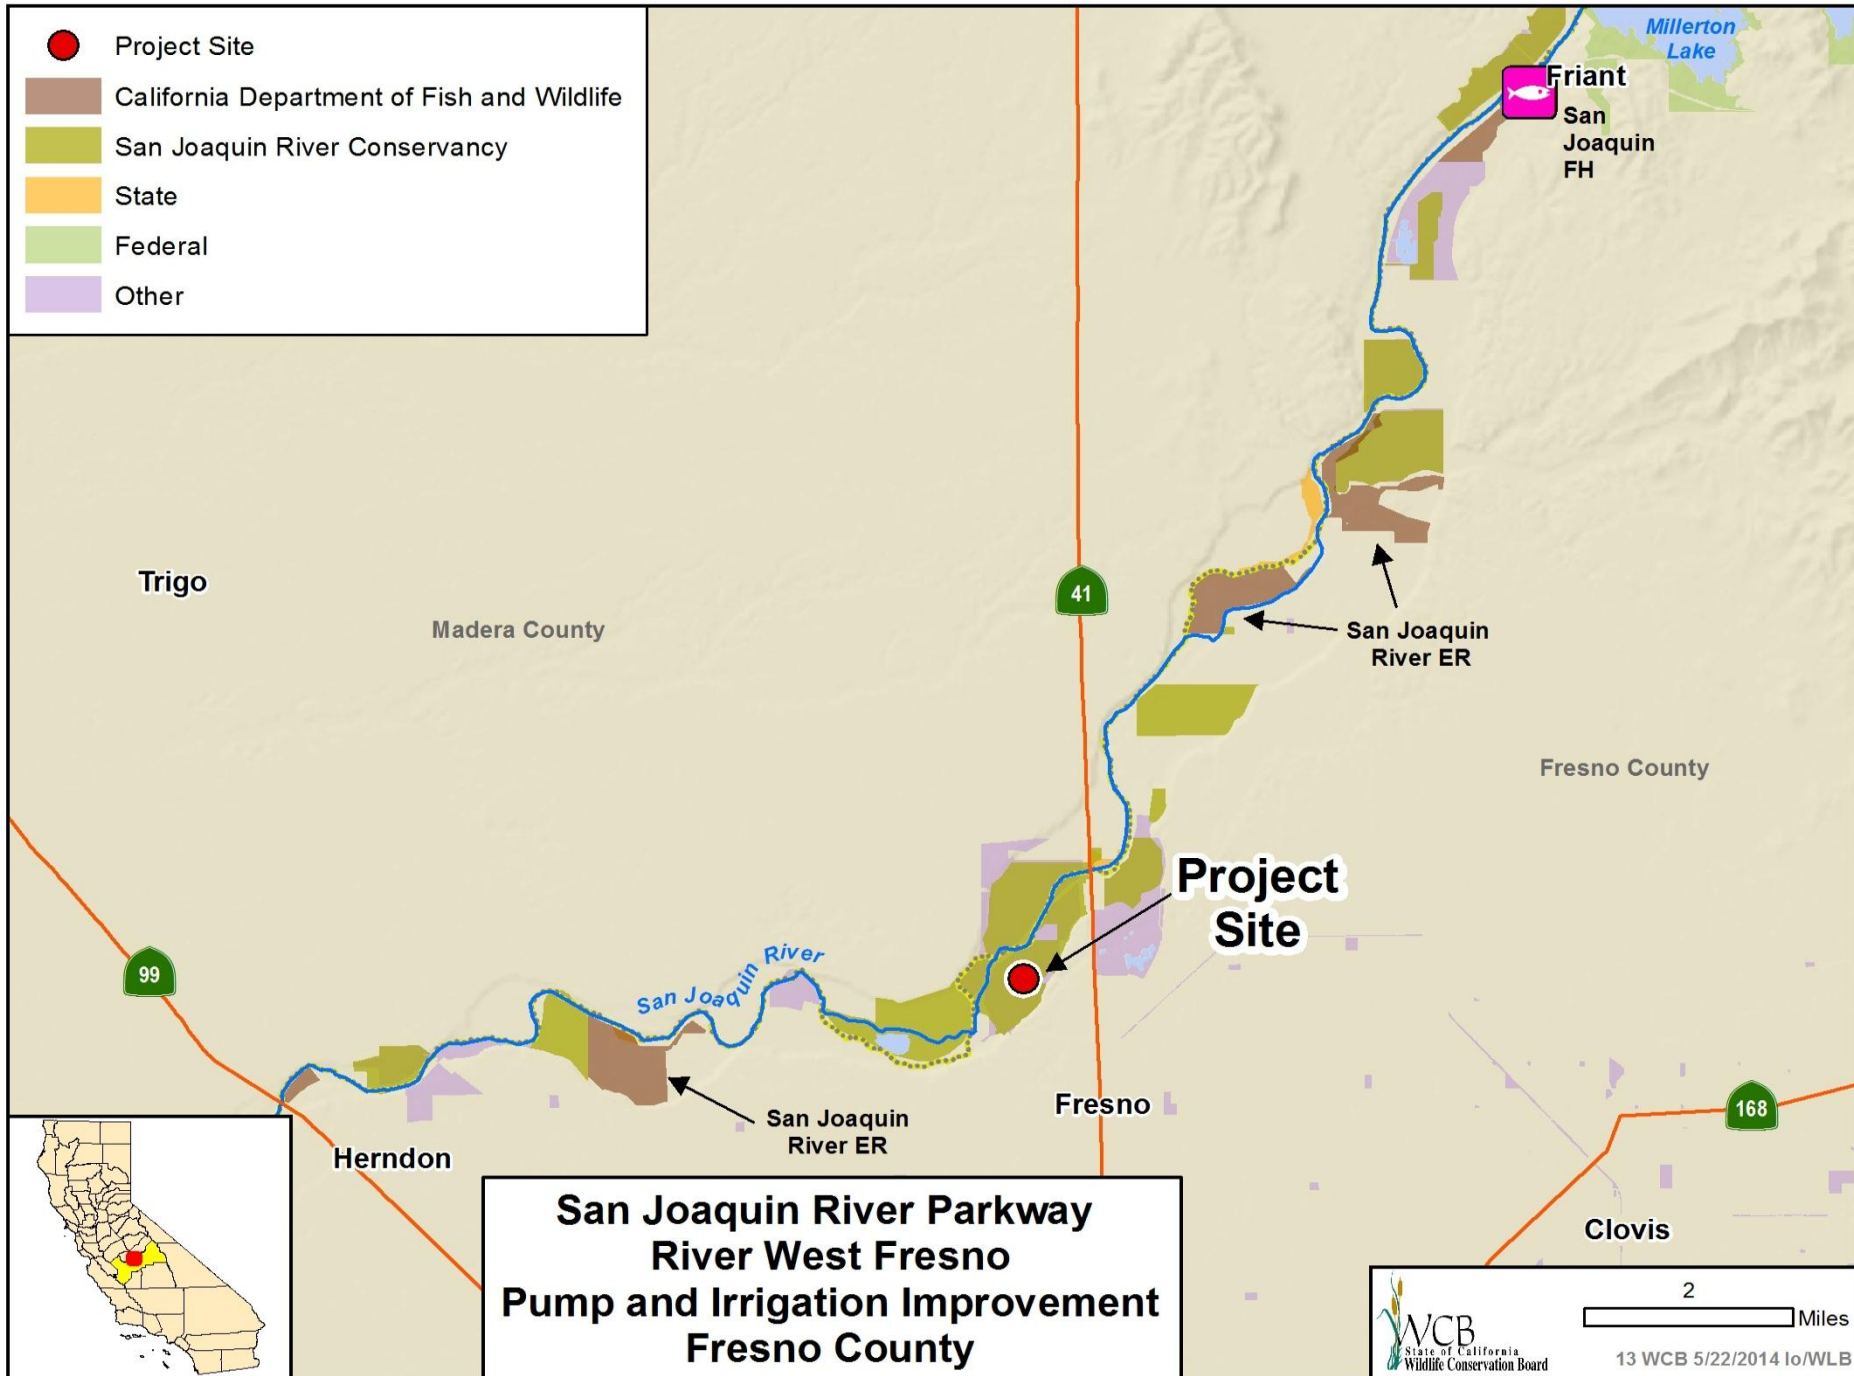 Project Site
California Department of Fish and Wildlife
San Joaquin River Conservancy
State
Federal
Other
Millerton
Lake
Friant
San
Joaquin
FH
Trigo
Madera County
41
San Joaquin
River ER
Fresno County
Project
Site
99
San Joaquin River
San Joaquin
River ER
Fresno
168
Herndon
Clovis
San Joaquin River Parkway
River West Fresno
Pump and Irrigation Improvement
Fresno County
WCB
State of California
Wildlife Conservation Board
2
Miles
13 WCB 5/22/2014 lo/WLB